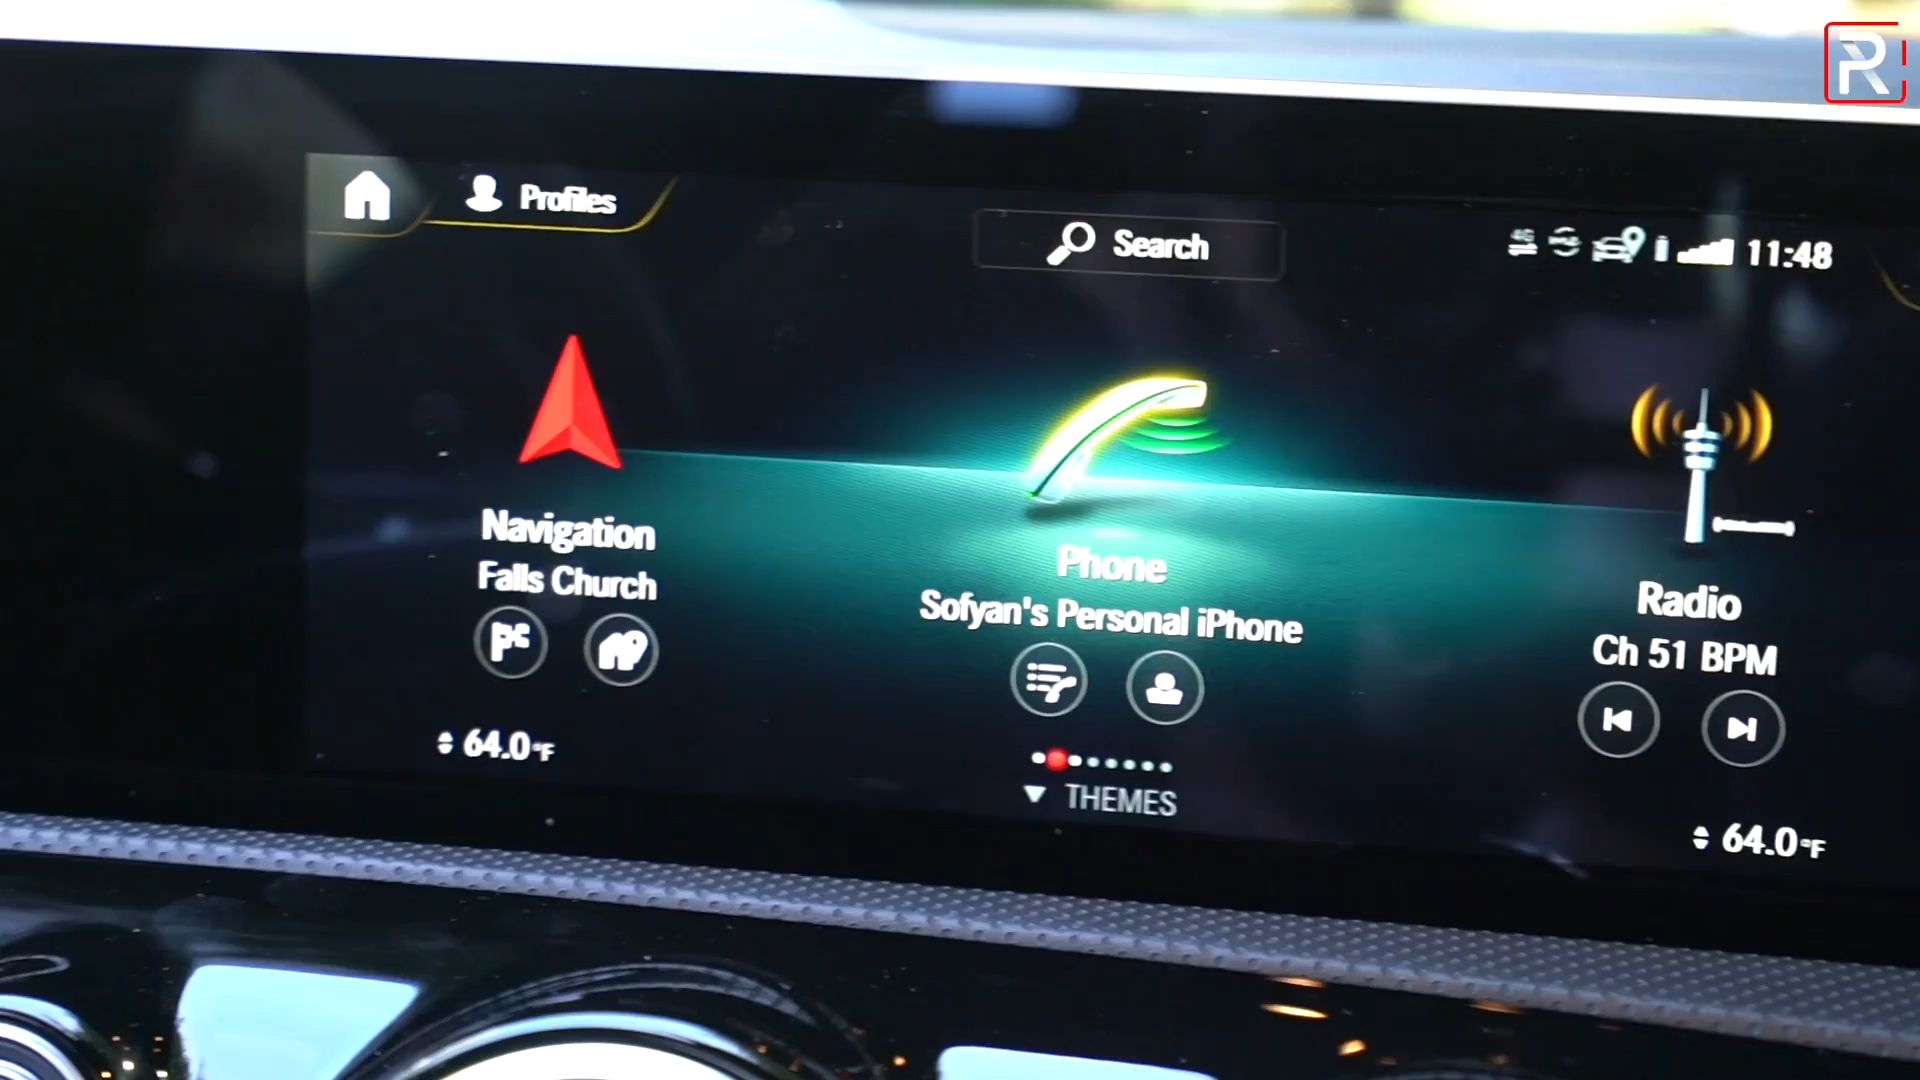 Profiles
Search
4G
11:48
Navigation
Falls Church
Phone
Sofyan's Personal iPhone
Radio
Ch 51 BPM
64.0°F
THEMES
64.0°F
R